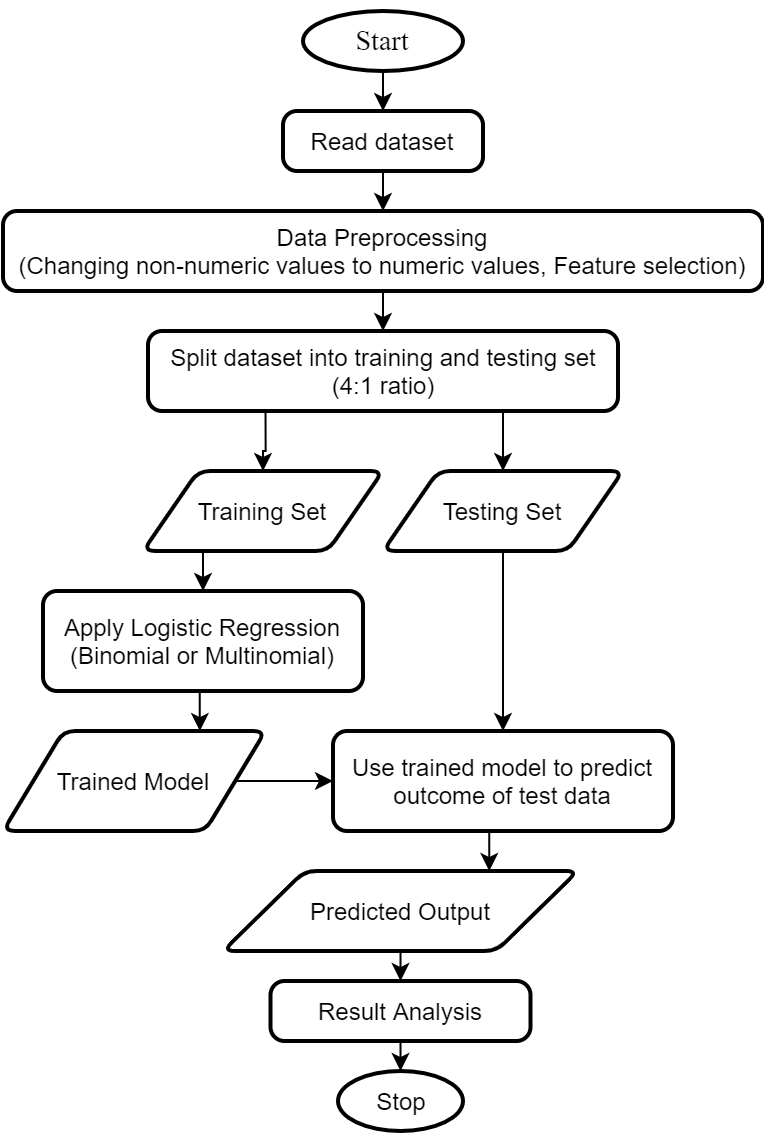 Start
Read dataset
Data Preprocessing
(Changing non-numeric values to numeric values, Feature selection)
Split dataset into training and testing set
(4:1 ratio)
Training Set
Testing Set
Apply Logistic Regression
(Binomial or Multinomial)
Trained Model
Use trained model to predict
outcome of test data
Predicted Output
Result Analysis
Stop